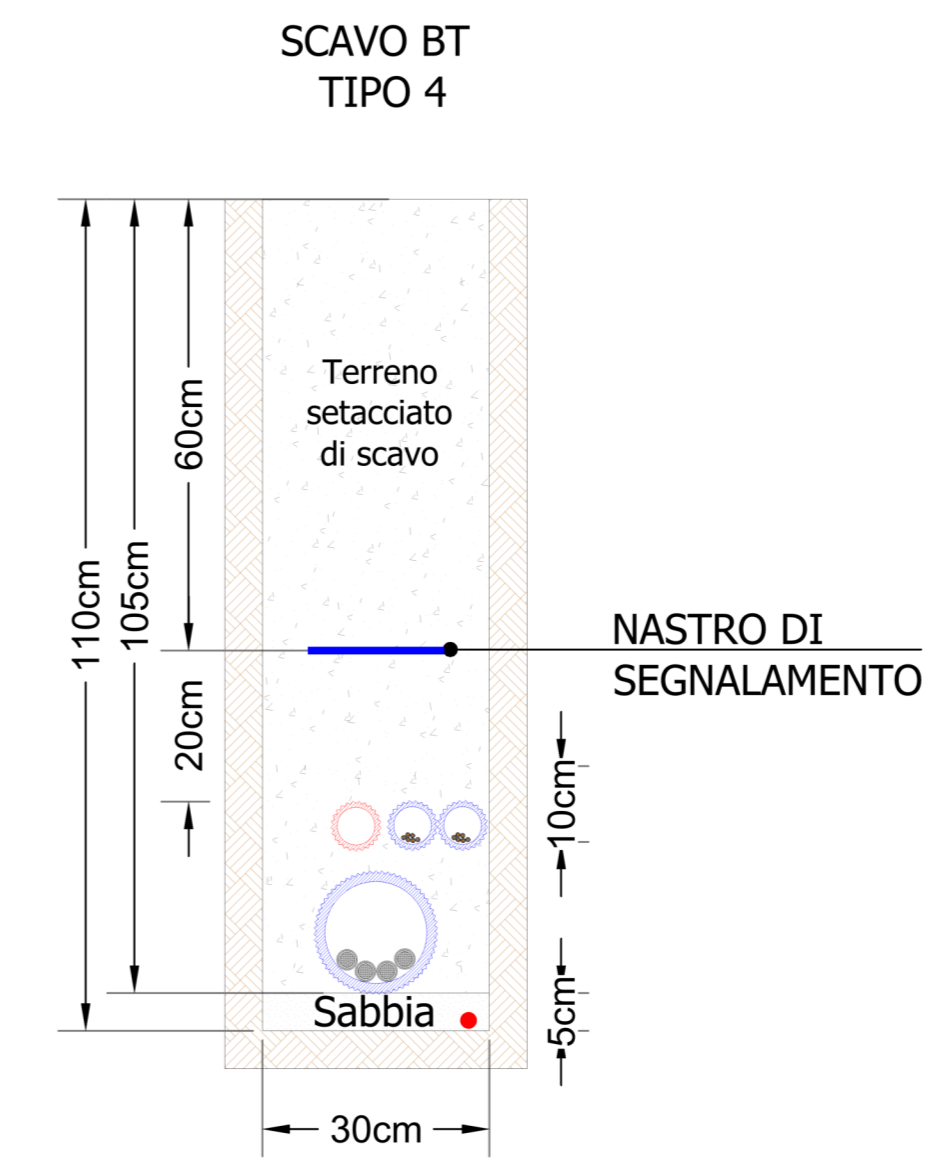 SCAVO BT
TIPO 4
Terreno
setacciato
di scavo
60cm
110cm
105cm
NASTRO DI
SEGNALAMENTO
20cm
10cm
5cm
Sabbia
30cm